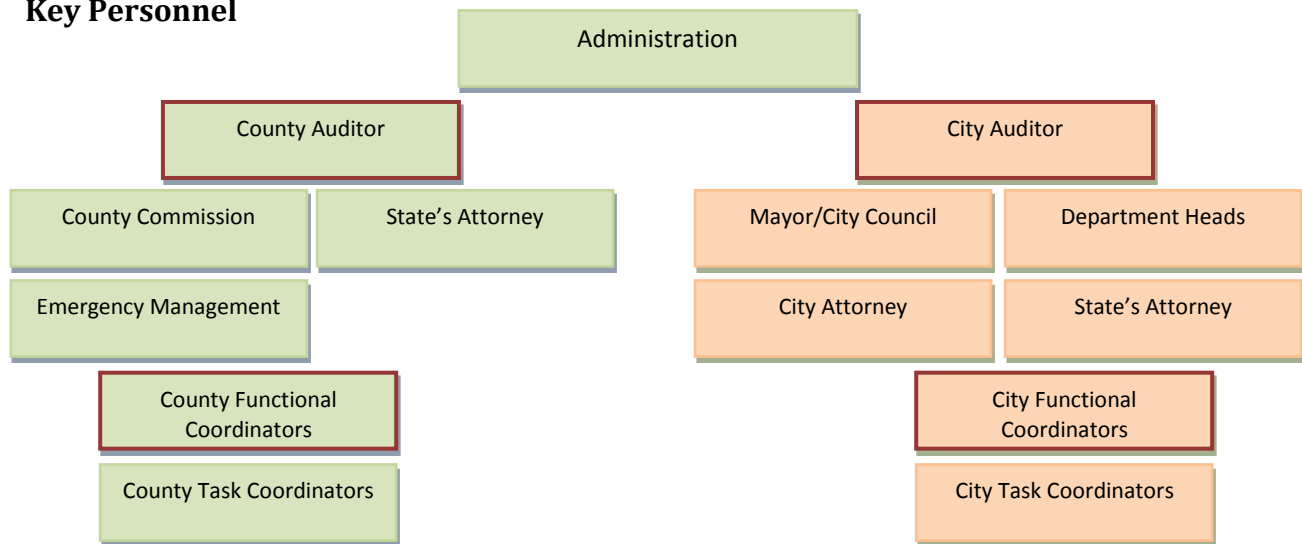 Key Personnel
Administration
County Auditor
City Auditor
County Commission
State’s Attorney
Mayor/City Council
Department Heads
Emergency Management
City Attorney
State’s Attorney
County Functional
Coordinators
City Functional
Coordinators
County Task Coordinators
City Task Coordinators